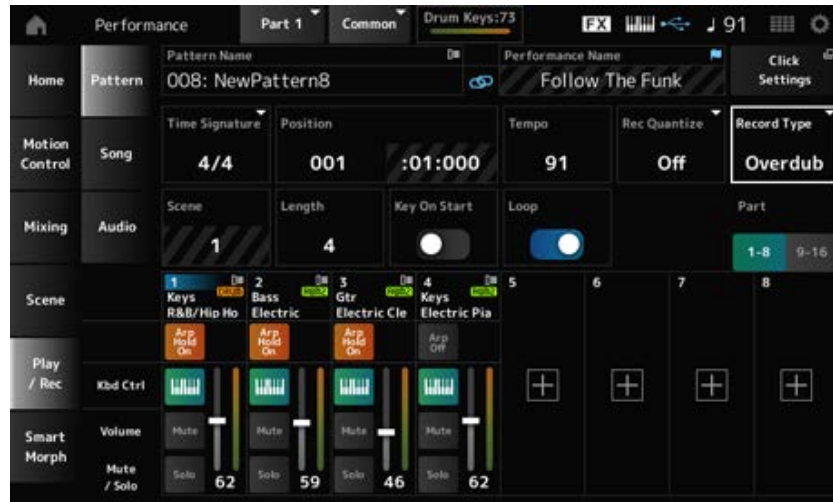 Performance
Part 1
Common
Drum Keys:73
FX
♩ 91
Home
Pattern
Pattern Name
008: NewPattern8
Performance Name
Follow The Funk
Click
Settings
Motion
Control
Song
Time Signature
4/4
Position
001 :01:000
Tempo
91
Rec Quantize
Off
Record Type
Overdub
Mixing
Audio
Scene
1
Length
4
Key On Start
Loop
Part
1-8 9-16
Scene
1
Keys
R&B/Hip Ho
2
Bass
Electric
3
Gtr
Electric Cle
4
Keys
Electric Pia
5
6
7
8
Arp
Hold
On
Arp
Hold
On
Arp
Hold
On
Arp
Off
Play
/ Rec
Kbd Ctrl
Smart
Morph
Volume
Mute
Mute
Mute
Mute
Mute
/ Solo
Solo
62
Solo
59
Solo
46
Solo
62